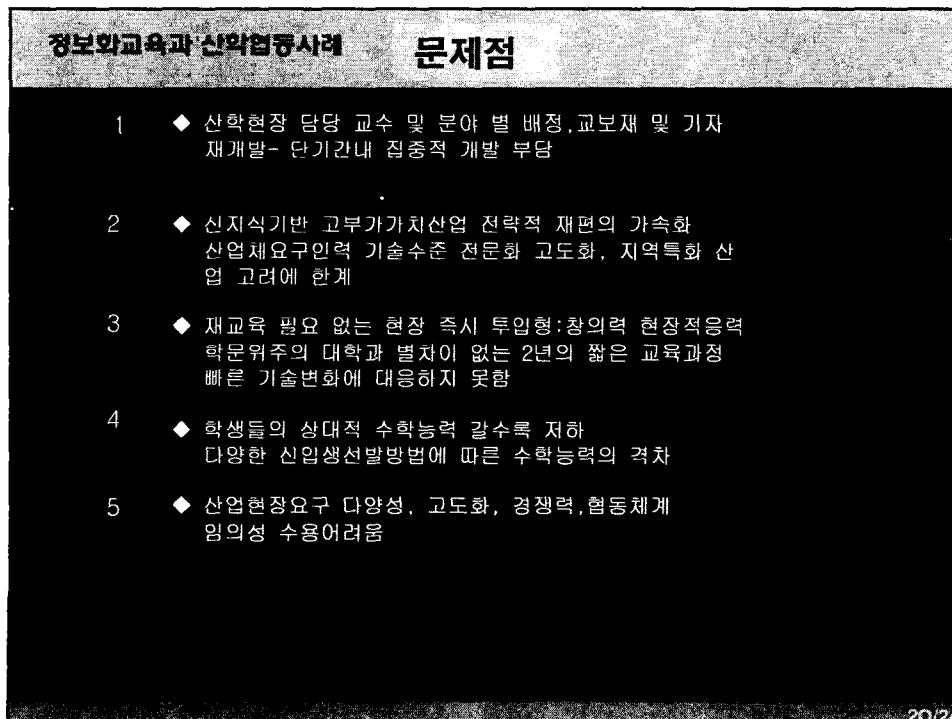 정보화교육과 산학협동사례 문제점
1 ◆ 산학현장 담당 교수 및 분야 별 배정,교보재 및 기자
재개발- 단기간내 집중적 개발 부담
2 ◆ 신지식기반 고부가가치산업 전략적 재편의 가속화
산업체요구인력 기술수준 전문화 고도화, 지역특화 산
업 고려에 한계
3 ◆ 재교육 필요 없는 현장 즉시 투입형:창의력 현장적응력
학문위주의 대학과 별차이 없는 2년의 짧은 교육과정
빠른 기술변화에 대응하지 못함
4 ◆ 학생들의 상대적 수학능력 갈수록 저하
다양한 신입생선발방법에 따른 수학능력의 격차
5 ◆ 산업현장요구 다양성, 고도화, 경쟁력,협동체계
임의성 수용어려움